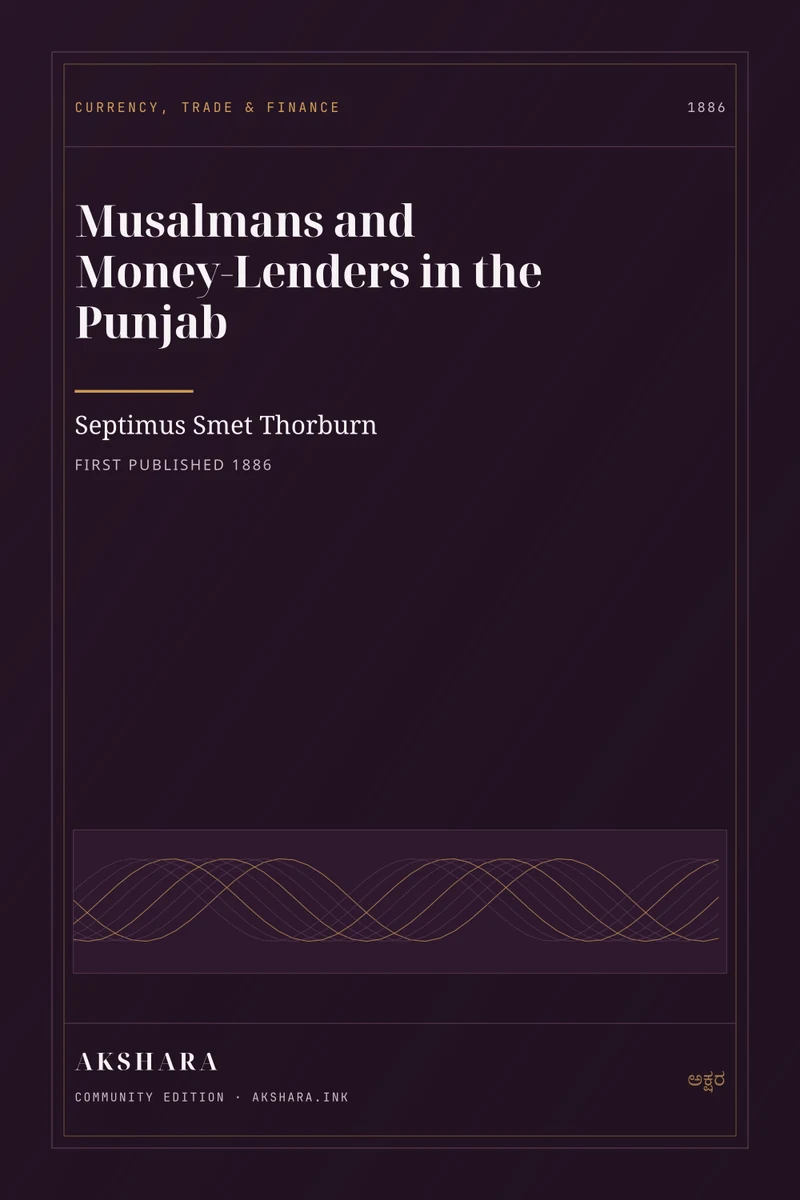 CURRENCY, TRADE & FINANCE
1886
Musalmans and
Money-Lenders in the
Punjab
Septimus Smet Thorburn
FIRST PUBLISHED 1886
AKSHARA
COMMUNITY EDITION · AKSHARA.INK
ಅಕ್ಷರ